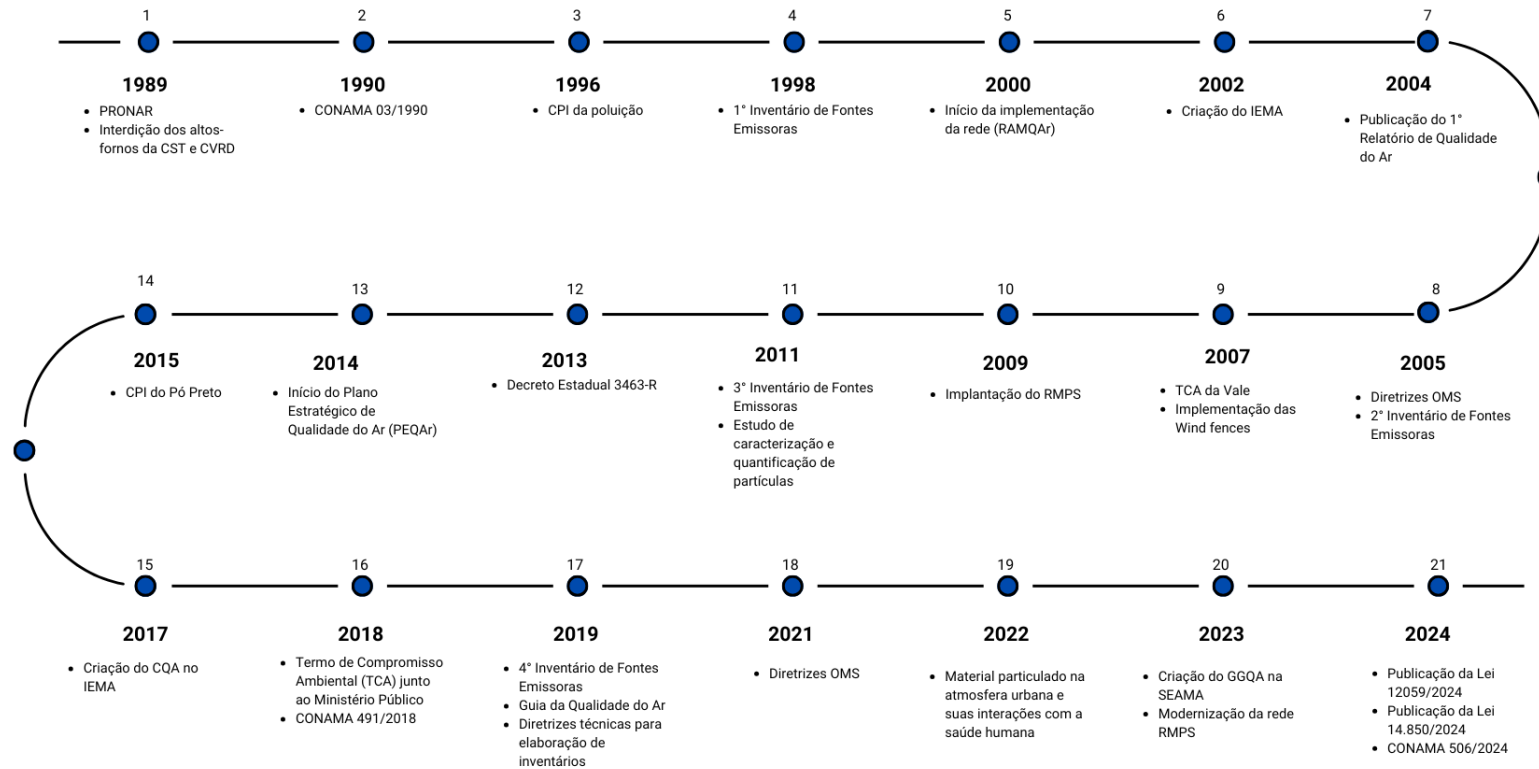 1
1989
• PRONAR
• Interdição dos altos-
fornos da CST e CVRD
2
1990
• CONAMA 03/1990
3
1996
• CPI da poluição
4
1998
• 1° Inventário de Fontes
Emissoras
5
2000
• Início da implementação
da rede (RAMQAr)
6
2002
• Criação do IEMA
7
2004
• Publicação do 1°
Relatório de Qualidade
do Ar
8
2005
• Diretrizes OMS
• 2° Inventário de Fontes
Emissoras
9
2007
• TCA da Vale
• Implementação das
Wind fences
10
2009
• Implantação do RMPS
11
2011
• 3° Inventário de Fontes
Emissoras
• Estudo de
caracterização e
quantificação de
partículas
12
2013
• Decreto Estadual 3463-R
13
2014
• Início do Plano
Estratégico de
Qualidade do Ar (PEQAr)
14
2015
• CPI do Pó Preto
15
2017
• Criação do CQA no
IEMA
16
2018
• Termo de Compromisso
Ambiental (TCA) junto
ao Ministério Público
• CONAMA 491/2018
17
2019
• 4° Inventário de Fontes
Emissoras
• Guia da Qualidade do Ar
• Diretrizes técnicas para
elaboração de
inventários
18
2021
• Diretrizes OMS
19
2022
• Material particulado na
atmosfera urbana e
suas interações com a
saúde humana
20
2023
• Criação do GGQA na
SEAMA
• Modernização da rede
RMPS
21
2024
• Publicação da Lei
12059/2024
• Publicação da Lei
14.850/2024
• CONAMA 506/2024